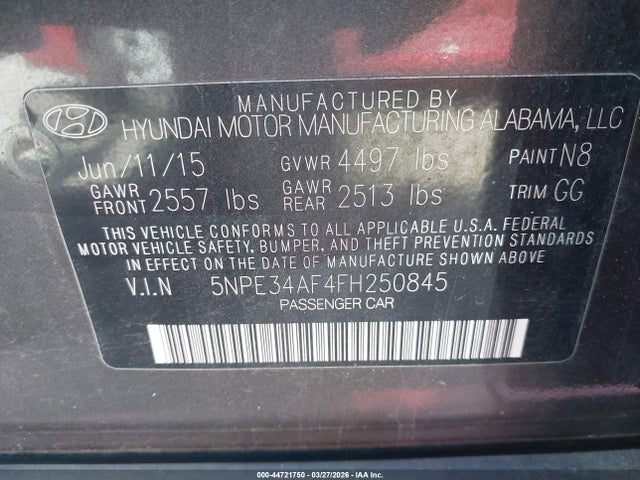 MANUFACTURED BY
HYUNDAI MOTOR MANUFACTURING ALABAMA, LLC
Jun/11/15 GVWR 4497 lbs PAINT N8
GAWR FRONT 2557 lbs GAWR REAR 2513 lbs TRIM GG
THIS VEHICLE CONFORMS TO ALL APPLICABLE U.S.A. FEDERAL
MOTOR VEHICLE SAFETY, BUMPER, AND THEFT PREVENTION STANDARDS
IN EFFECT ON THE DATE OF MANUFACTURE SHOWN ABOVE
V.I.N 5NPE34AF4FH250845
PASSENGER CAR
000-44721750 | 03/27/2026 | IAA Inc.